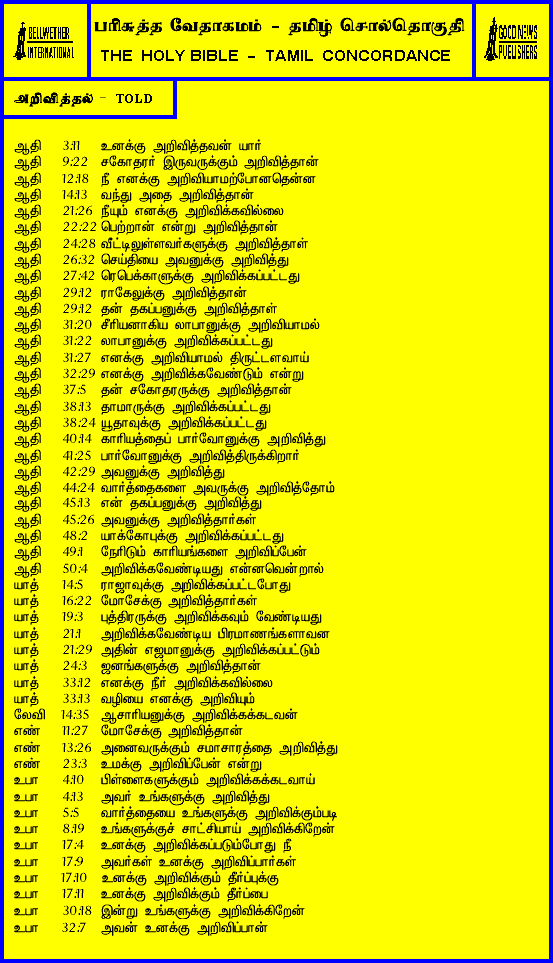 BELLWETHER
INTERNATIONAL
பரிசுத்த வேதாகமம் - தமிழ் சொல்தொகுதி
THE HOLY BIBLE - TAMIL CONCORDANCE
GOOD NEWS
PUBLISHERS
அறிவித்தல் - TOLD
ஆதி 3:11 உனக்கு அறிவித்தவன் யார்
ஆதி 9:22 சகோதரர் இருவருக்கும் அறிவித்தான்
ஆதி 12:18 நீ எனக்கு அறிவியாமற்போனதென்ன
ஆதி 14:13 வந்து அதை அறிவித்தான்
ஆதி 21:26 நீயும் எனக்கு அறிவிக்கவில்லை
ஆதி 22:22 பெற்றான் என்று அறிவித்தான்
ஆதி 24:28 வீட்டிலுள்ளவர்களுக்கு அறிவித்தாள்
ஆதி 26:32 செய்தியை அவனுக்கு அறிவித்து
ஆதி 27:42 ரெபெக்காளுக்கு அறிவிக்கப்பட்டது
ஆதி 29:12 ராகேலுக்கு அறிவித்தான்
ஆதி 29:12 தன் தகப்பனுக்கு அறிவித்தாள்
ஆதி 31:20 சீரியனாகிய லாபானுக்கு அறிவியாமல்
ஆதி 31:22 லாபானுக்கு அறிவிக்கப்பட்டது
ஆதி 31:27 எனக்கு அறிவியாமல் திருட்டளவாய்
ஆதி 32:29 எனக்கு அறிவிக்கவேண்டும் என்று
ஆதி 37:5 தன் சகோதரருக்கு அறிவித்தான்
ஆதி 38:13 தாமாருக்கு அறிவிக்கப்பட்டது
ஆதி 38:24 யூதாவுக்கு அறிவிக்கப்பட்டது
ஆதி 40:14 காரியத்தைப் பார்வோனுக்கு அறிவித்து
ஆதி 41:25 பார்வோனுக்கு அறிவித்திருக்கிறார்
ஆதி 42:29 அவனுக்கு அறிவித்து
ஆதி 44:24 வார்த்தைகளை அவருக்கு அறிவித்தோம்
ஆதி 45:13 என் தகப்பனுக்கு அறிவித்து
ஆதி 45:26 அவனுக்கு அறிவித்தார்கள்
ஆதி 48:2 யாக்கோபுக்கு அறிவிக்கப்பட்டது
ஆதி 49:1 நேரிடும் காரியங்களை அறிவிப்பேன்
ஆதி 50:4 அறிவிக்கவேண்டியது என்னவென்றால்
யாத் 14:5 ராஜாவுக்கு அறிவிக்கப்பட்டபோது
யாத் 16:22 மோசேக்கு அறிவித்தார்கள்
யாத் 19:3 புத்திரருக்கு அறிவிக்கவும் வேண்டியது
யாத் 21:1 அறிவிக்கவேண்டிய பிரமாணங்களாவன
யாத் 21:29 அதின் எஜமானுக்கு அறிவிக்கப்பட்டும்
யாத் 24:3 ஜனங்களுக்கு அறிவித்தான்
யாத் 33:12 எனக்கு நீர் அறிவிக்கவில்லை
யாத் 33:13 வழியை எனக்கு அறிவியும்
லேவி 14:35 ஆசாரியனுக்கு அறிவிக்கக்கடவன்
எண் 11:27 மோசேக்கு அறிவித்தான்
எண் 13:26 அனைவருக்கும் சமாசாரத்தை அறிவித்து
எண் 23:3 உமக்கு அறிவிப்பேன் என்று
உபா 4:10 பிள்ளைகளுக்கும் அறிவிக்கக்கடவாய்
உபா 4:13 அவர் உங்களுக்கு அறிவித்து
உபா 5:5 வார்த்தையை உங்களுக்கு அறிவிக்கும்படி
உபா 8:19 உங்களுக்குச் சாட்சியாய் அறிவிக்கிறேன்
உபா 17:4 உனக்கு அறிவிக்கப்படும்போது நீ
உபா 17:9 அவர்கள் உனக்கு அறிவிப்பார்கள்
உபா 17:10 உனக்கு அறிவிக்கும் தீர்ப்புக்கு
உபா 17:11 உனக்கு அறிவிக்கும் தீர்ப்பை
உபா 30:18 இன்று உங்களுக்கு அறிவிக்கிறேன்
உபா 32:7 அவன் உனக்கு அறிவிப்பான்